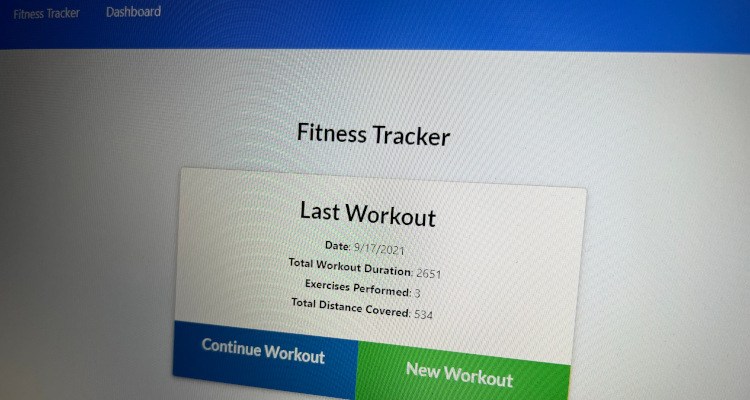 Fitness Tracker Dashboard
Fitness Tracker
Last Workout
Date: 9/17/2021
Total Workout Duration: 2651
Exercises Performed: 3
Total Distance Covered: 534
Continue Workout New Workout